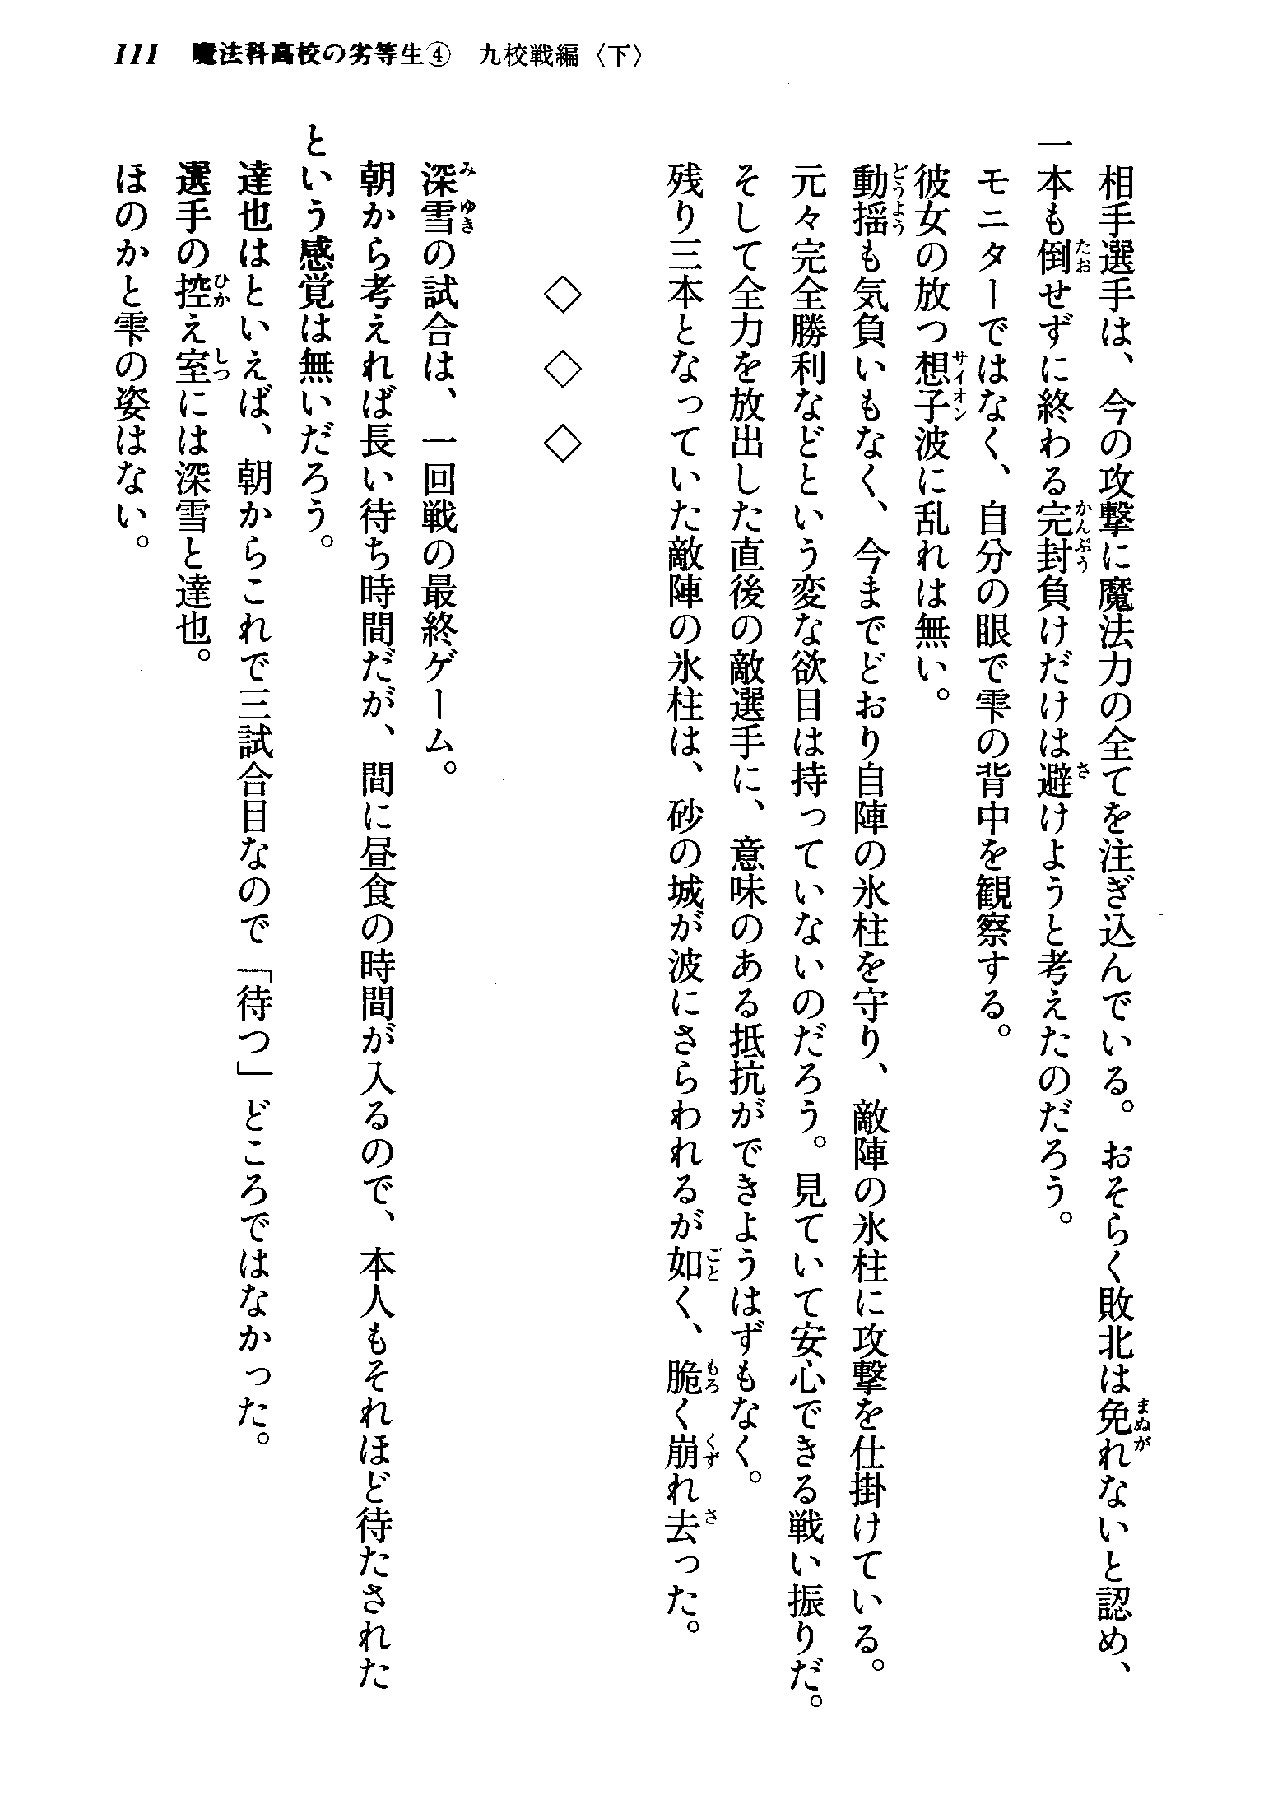 111 魔法科高校の劣等生④ 九校戦編〈下〉
相手選手は、今の攻撃に魔法力の全てを注ぎ込んでいる。おそらく敗北は免れないと認め、
一本も倒せずに終わる完封負けだけは避けようと考えたのだろう。
モニターではなく、自分の眼で雫の背中を観察する。
彼女の放つ想子波に乱れは無い。
動揺も気負いもなく、今までどおり自陣の氷柱を守り、敵陣の氷柱に攻撃を仕掛けている。
元々完全勝利などという変な欲目は持っていないのだろう。見ていて安心できる戦い振りだ。
そして全力を放出した直後の敵選手に、意味のある抵抗ができようはずもなく。
残り三本となっていた敵陣の氷柱は、砂の城が波にさらわれるが如く、脆く崩れ去った。
◇ ◇ ◇
深雪の試合は、一回戦の最終ゲーム。
朝から考えれば長い待ち時間だが、間に昼食の時間が入るので、本人もそれほど待たされた
という感覚は無いだろう。
達也はといえば、朝からこれで三試合目なので「待つ」どころではなかった。
選手の控え室には深雪と達也。
ほのかと雫の姿はない。